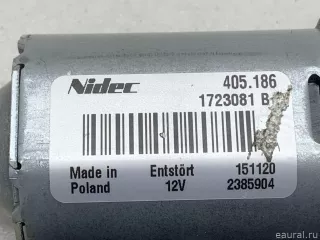 Nidec 405.186
1723081 B
Made in Entstört 151120
Poland 12V 2385904
eaural.ru